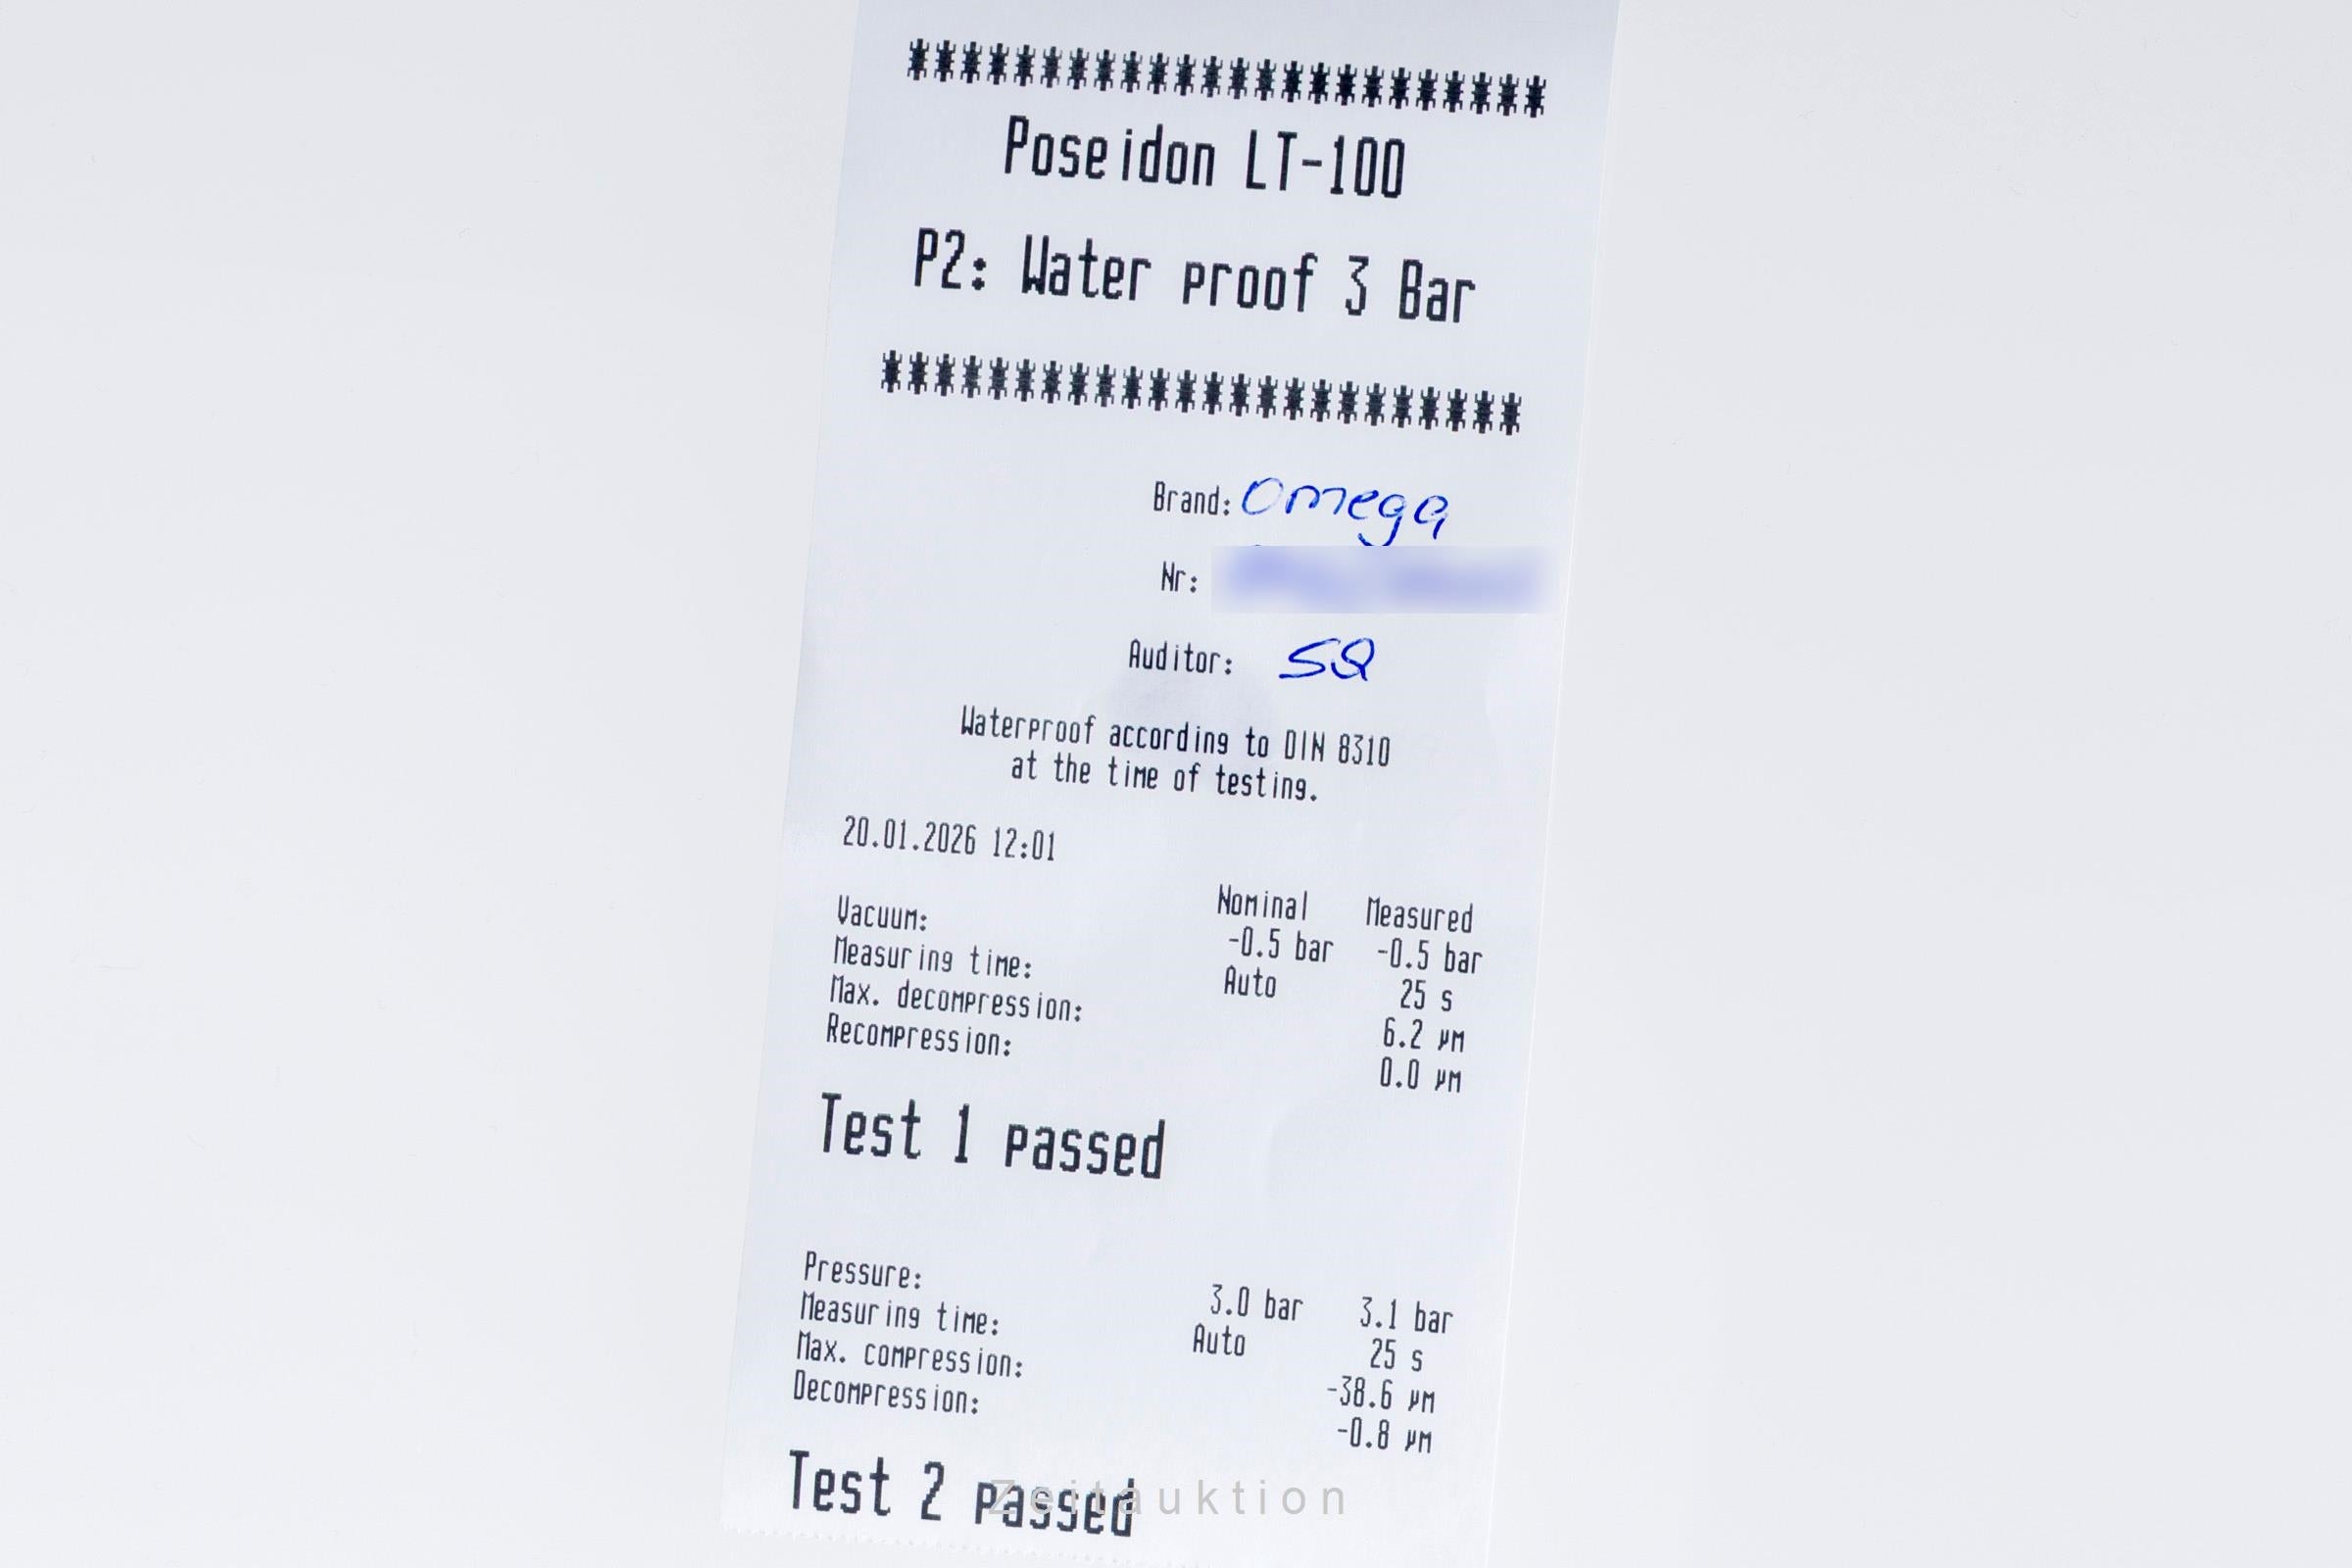 ************************
Poseidon LT-100
P2: Water proof 3 Bar
************************
Brand: Omega
Nr:
Auditor: SQ
Waterproof according to DIN 8310
at the time of testing.
20.01.2026 12:01
Nominal Measured
Vacuum: -0.5 bar -0.5 bar
Measuring time: Auto 25 s
Max. decompression: 6.2 µm
Recompression: 0.0 µm
Test 1 passed
Pressure: 3.0 bar 3.1 bar
Measuring time: Auto 25 s
Max. compression: -38.6 µm
Decompression: -0.8 µm
Test 2 passed
Zeitauktion